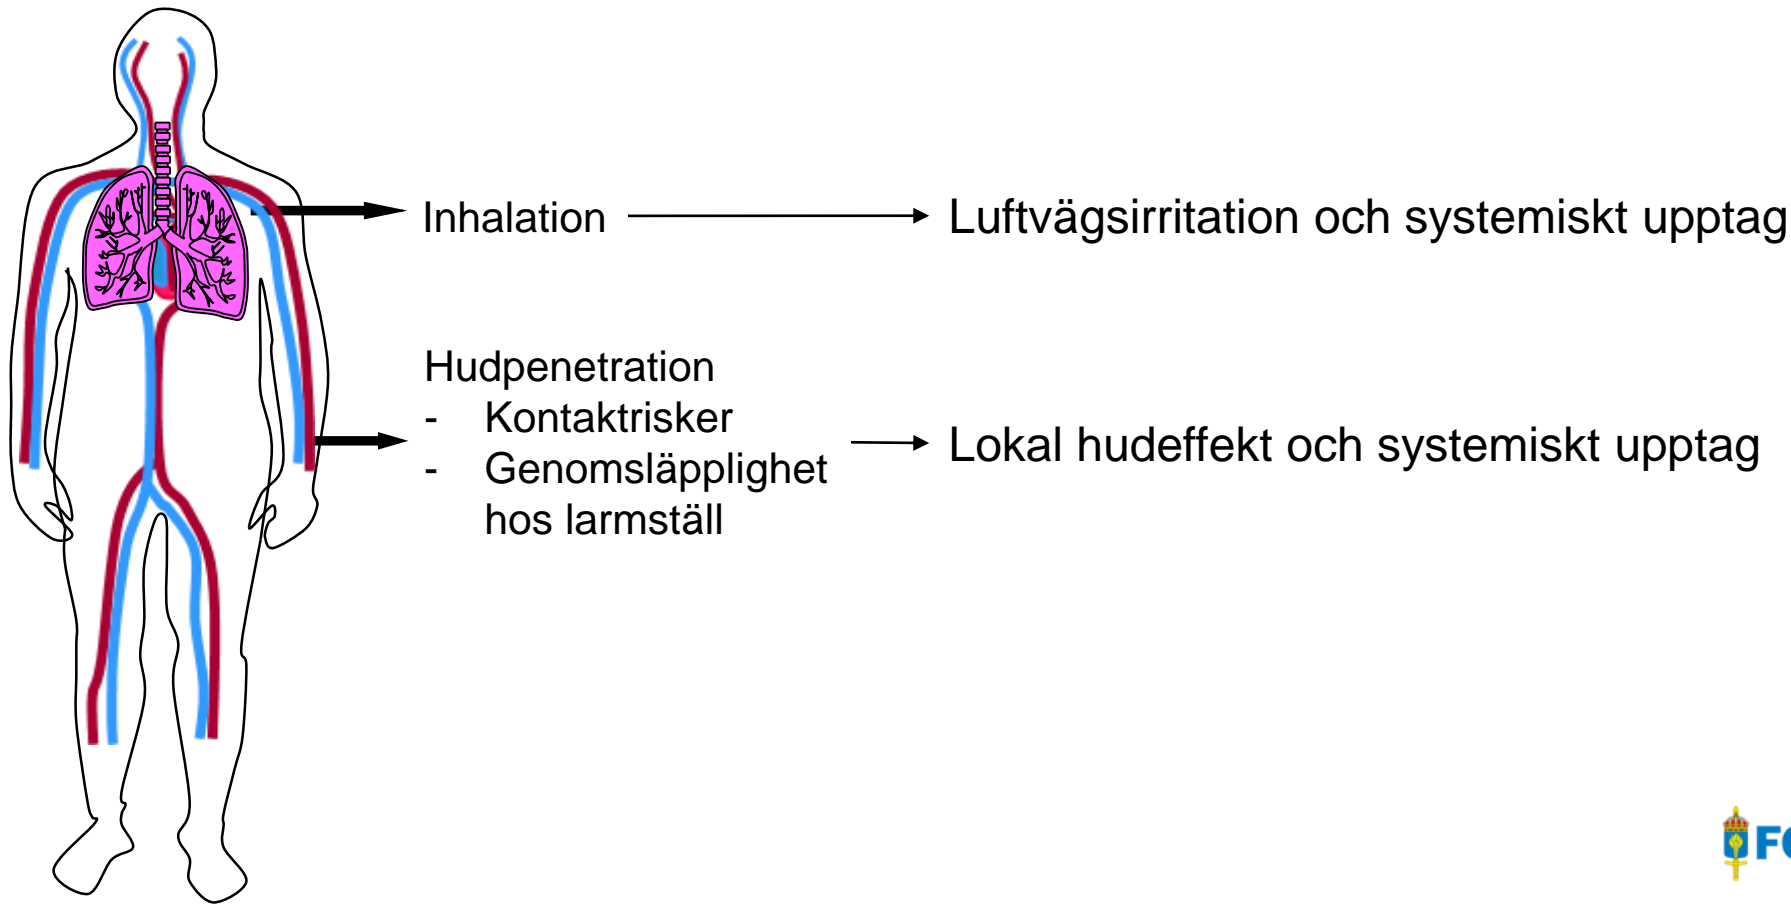 Inhalation
Luftvägsirritation och systemiskt upptag
Hudpenetration
- Kontaktrisker
- Genomsläpplighet
hos larmställ
Lokal hudeffekt och systemiskt upptag